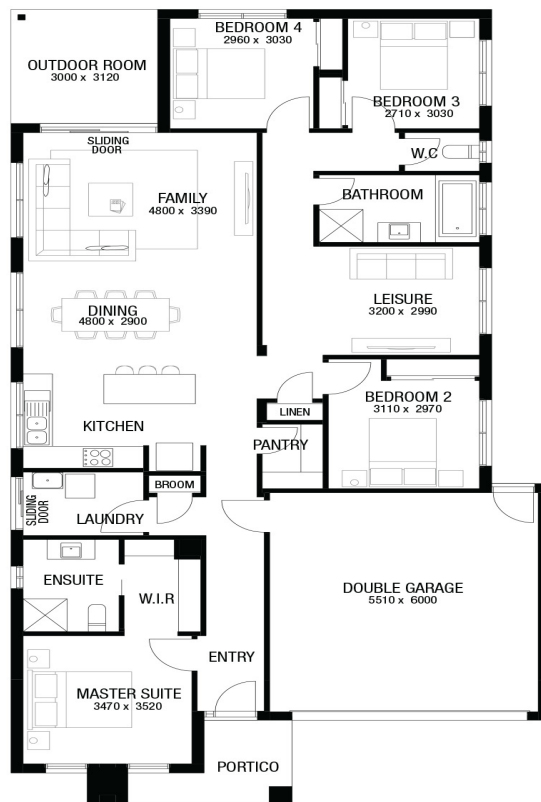 BEDROOM 4
2960 x 3030
OUTDOOR ROOM
3000 x 3120
BEDROOM 3
2710 x 3030
SLIDING
DOOR
W.C
FAMILY
4800 x 3390
BATHROOM
DINING
4800 x 2900
LEISURE
3200 x 2990
BEDROOM 2
3110 x 2970
LINEN
KITCHEN
PANTRY
BROOM
SLIDING
DOOR
LAUNDRY
ENSUITE
W.I.R
DOUBLE GARAGE
5510 x 6000
ENTRY
MASTER SUITE
3470 x 3520
PORTICO